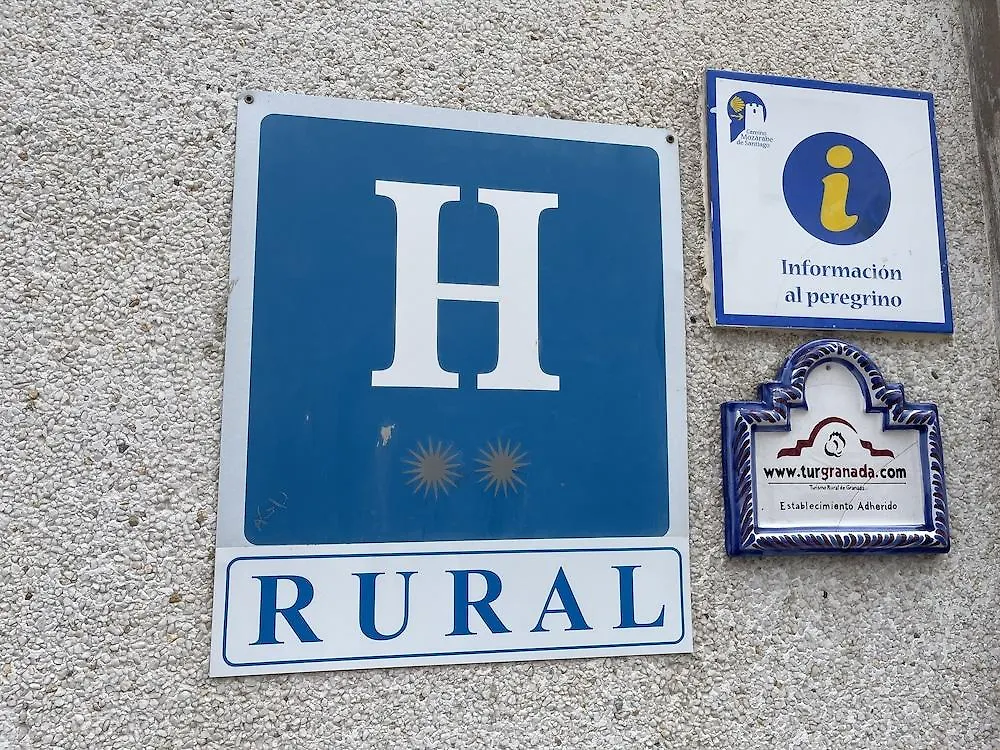 H
RURAL
Camino
Mozárabe
de Santiago
i
Información
al peregrino
www.turgranada.com
Turismo Rural de Granada
Establecimiento Adherido